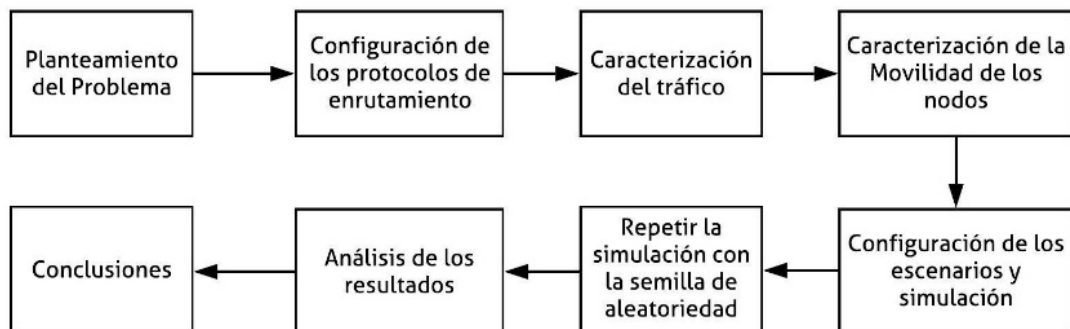 Planteamiento
del Problema
Configuración de
los protocolos de
enrutamiento
Caracterización
del tráfico
Caracterización de la
Movilidad de los
nodos
Configuración de los
escenarios y
simulación
Repetir la
simulación con
la semilla de
aleatoriedad
Análisis de los
resultados
Conclusiones